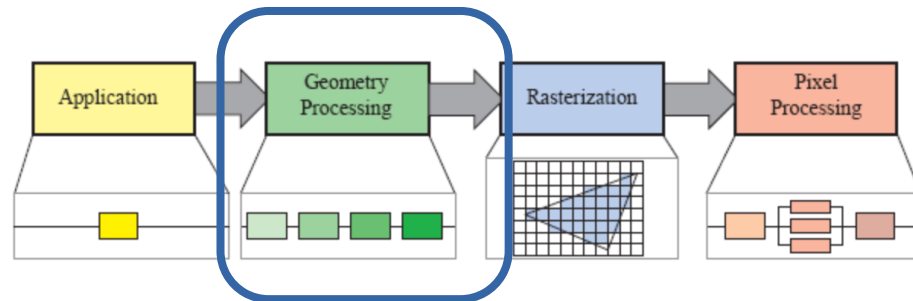 Application
Geometry
Processing
Rasterization
Pixel
Processing